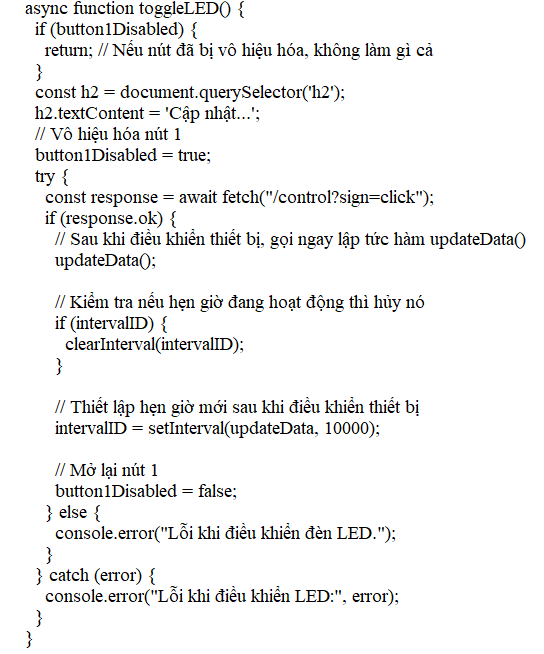 async function toggleLED() {
if (button1Disabled) {
return; // Nếu nút đã bị vô hiệu hóa, không làm gì cả
}
const h2 = document.querySelector('h2');
h2.textContent = 'Cập nhật...';
// Vô hiệu hóa nút 1
button1Disabled = true;
try {
const response = await fetch("/control?sign=click");
if (response.ok) {
// Sau khi điều khiển thiết bị, gọi ngay lập tức hàm updateData()
updateData();
// Kiểm tra nếu hẹn giờ đang hoạt động thì hủy nó
if (intervalID) {
clearInterval(intervalID);
}
// Thiết lập hẹn giờ mới sau khi điều khiển thiết bị
intervalID = setInterval(updateData, 10000);
// Mở lại nút 1
button1Disabled = false;
} else {
console.error("Lỗi khi điều khiển đèn LED.");
}
} catch (error) {
console.error("Lỗi khi điều khiển LED:", error);
}
}